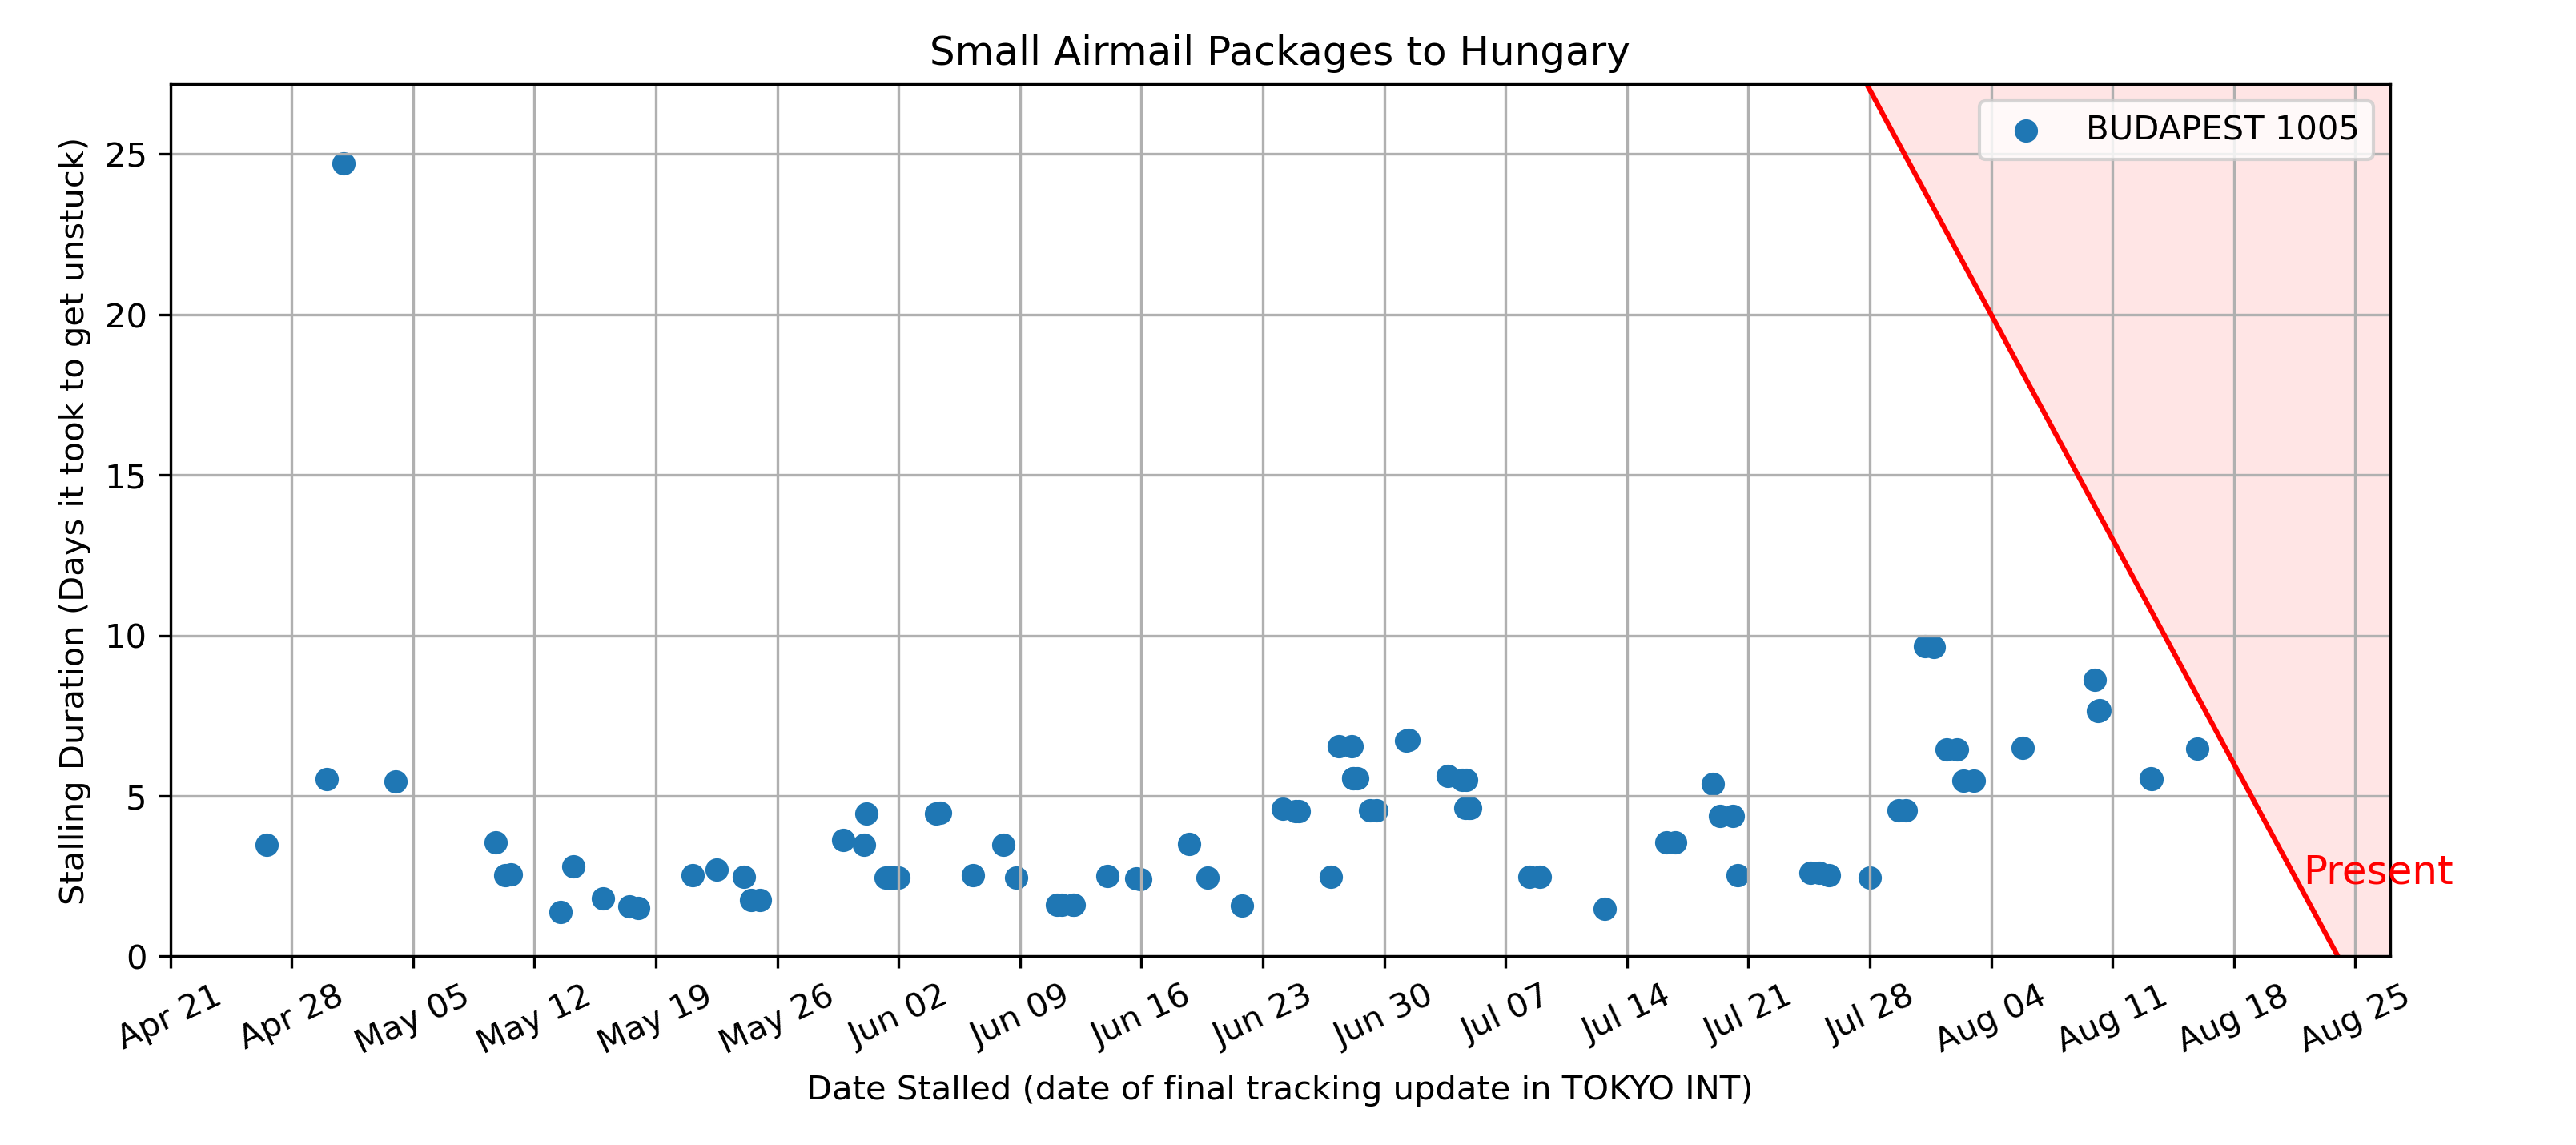 Small Airmail Packages to Hungary
BUDAPEST 1005
Stalling Duration (Days it took to get unstuck)
25
20
15
10
5
0
Present
Apr 21
Apr 28
May 05
May 12
May 19
May 26
Jun 02
Jun 09
Jun 16
Jun 23
Jun 30
Jul 07
Jul 14
Jul 21
Jul 28
Aug 04
Aug 11
Aug 18
Aug 25
Date Stalled (date of final tracking update in TOKYO INT)